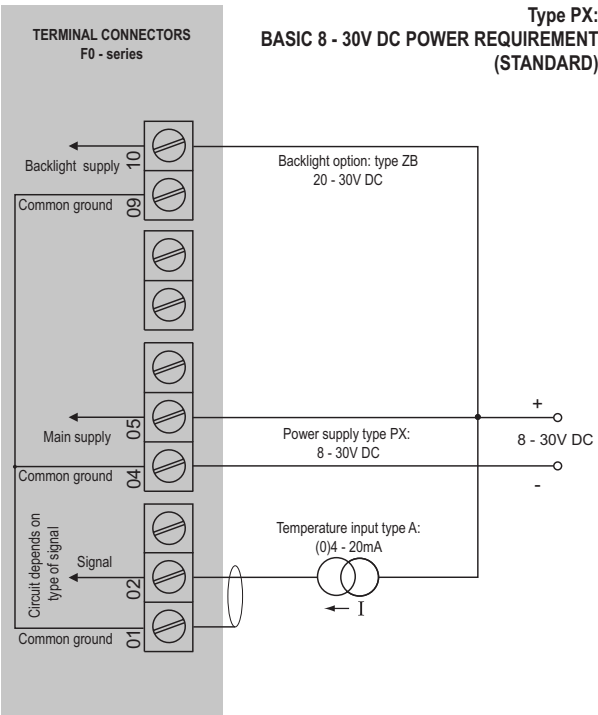 Type PX:
BASIC 8 - 30V DC POWER REQUIREMENT
(STANDARD)
TERMINAL CONNECTORS
F0 - series
Backlight supply
10
Backlight option: type ZB
20 - 30V DC
Common ground
09
Main supply
05
Power supply type PX:
8 - 30V DC
+
8 - 30V DC
-
Common ground
04
Circuit depends on
type of signal
Signal
02
Temperature input type A:
(0)4 - 20mA
I
Common ground
01